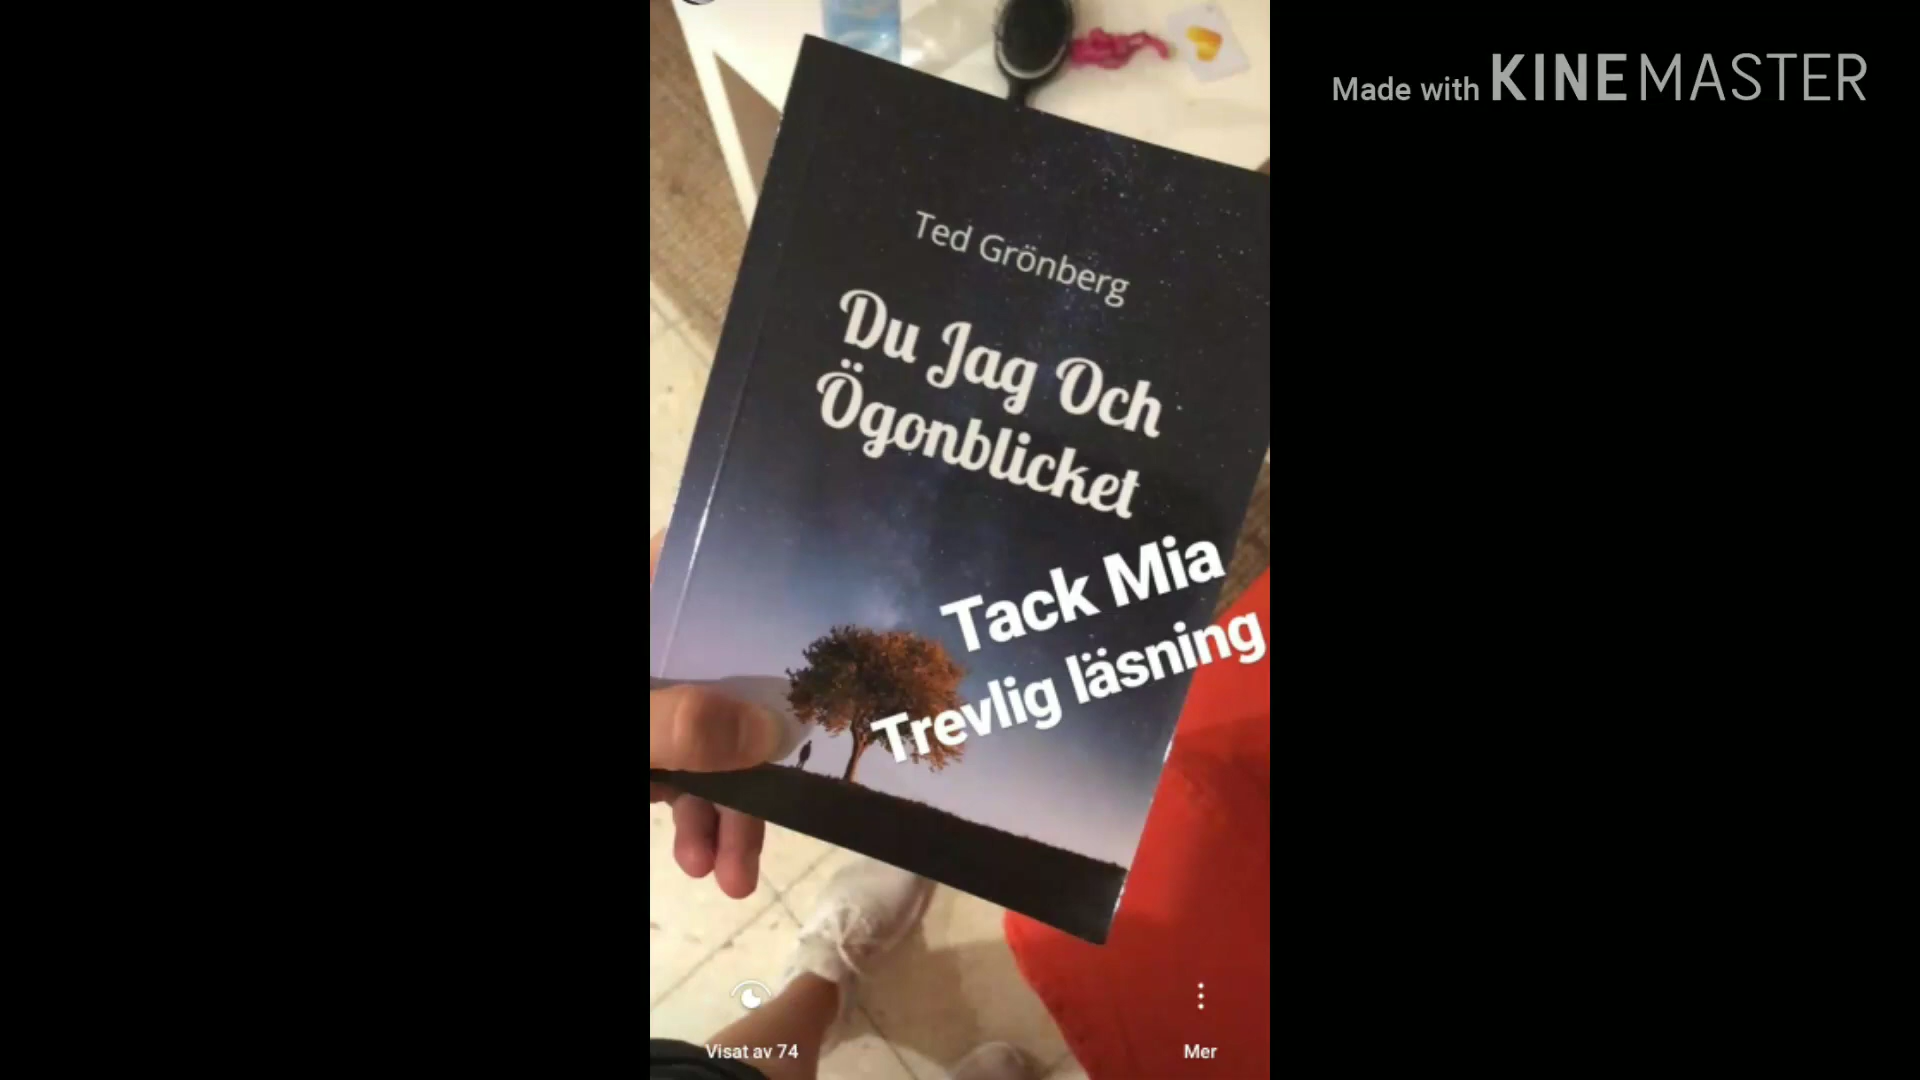 Made with KINEMASTER
Ted Grönberg
Du Jag Och
Ögonblicket
Tack Mia
Trevlig läsning
Visat av 74
Mer